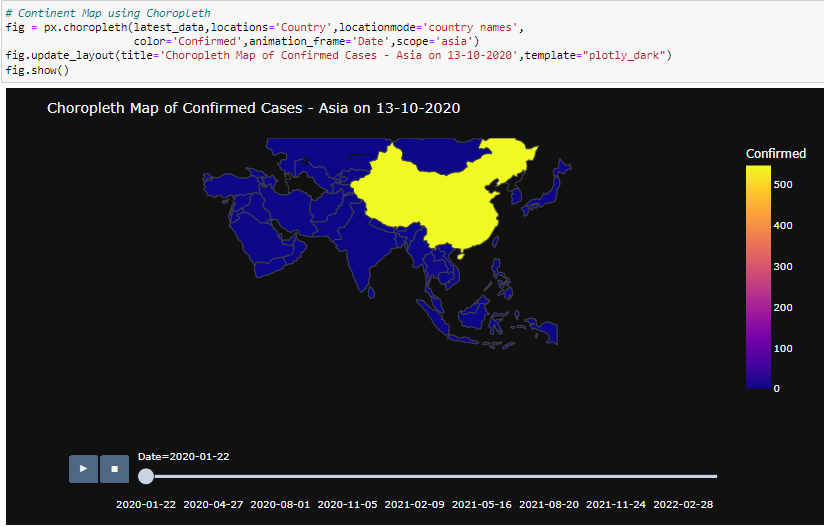 # Continent Map using Choropleth
fig = px.choropleth(latest_data,locations='Country',locationmode='country names',
color='Confirmed',animation_frame='Date',scope='asia')
fig.update_layout(title='Choropleth Map of Confirmed Cases - Asia on 13-10-2020',template="plotly_dark")
fig.show()
Choropleth Map of Confirmed Cases - Asia on 13-10-2020
Confirmed
500
400
300
200
100
0
Date=2020-01-22
2020-01-22 2020-04-27 2020-08-01 2020-11-05 2021-02-09 2021-05-16 2021-08-20 2021-11-24 2022-02-28